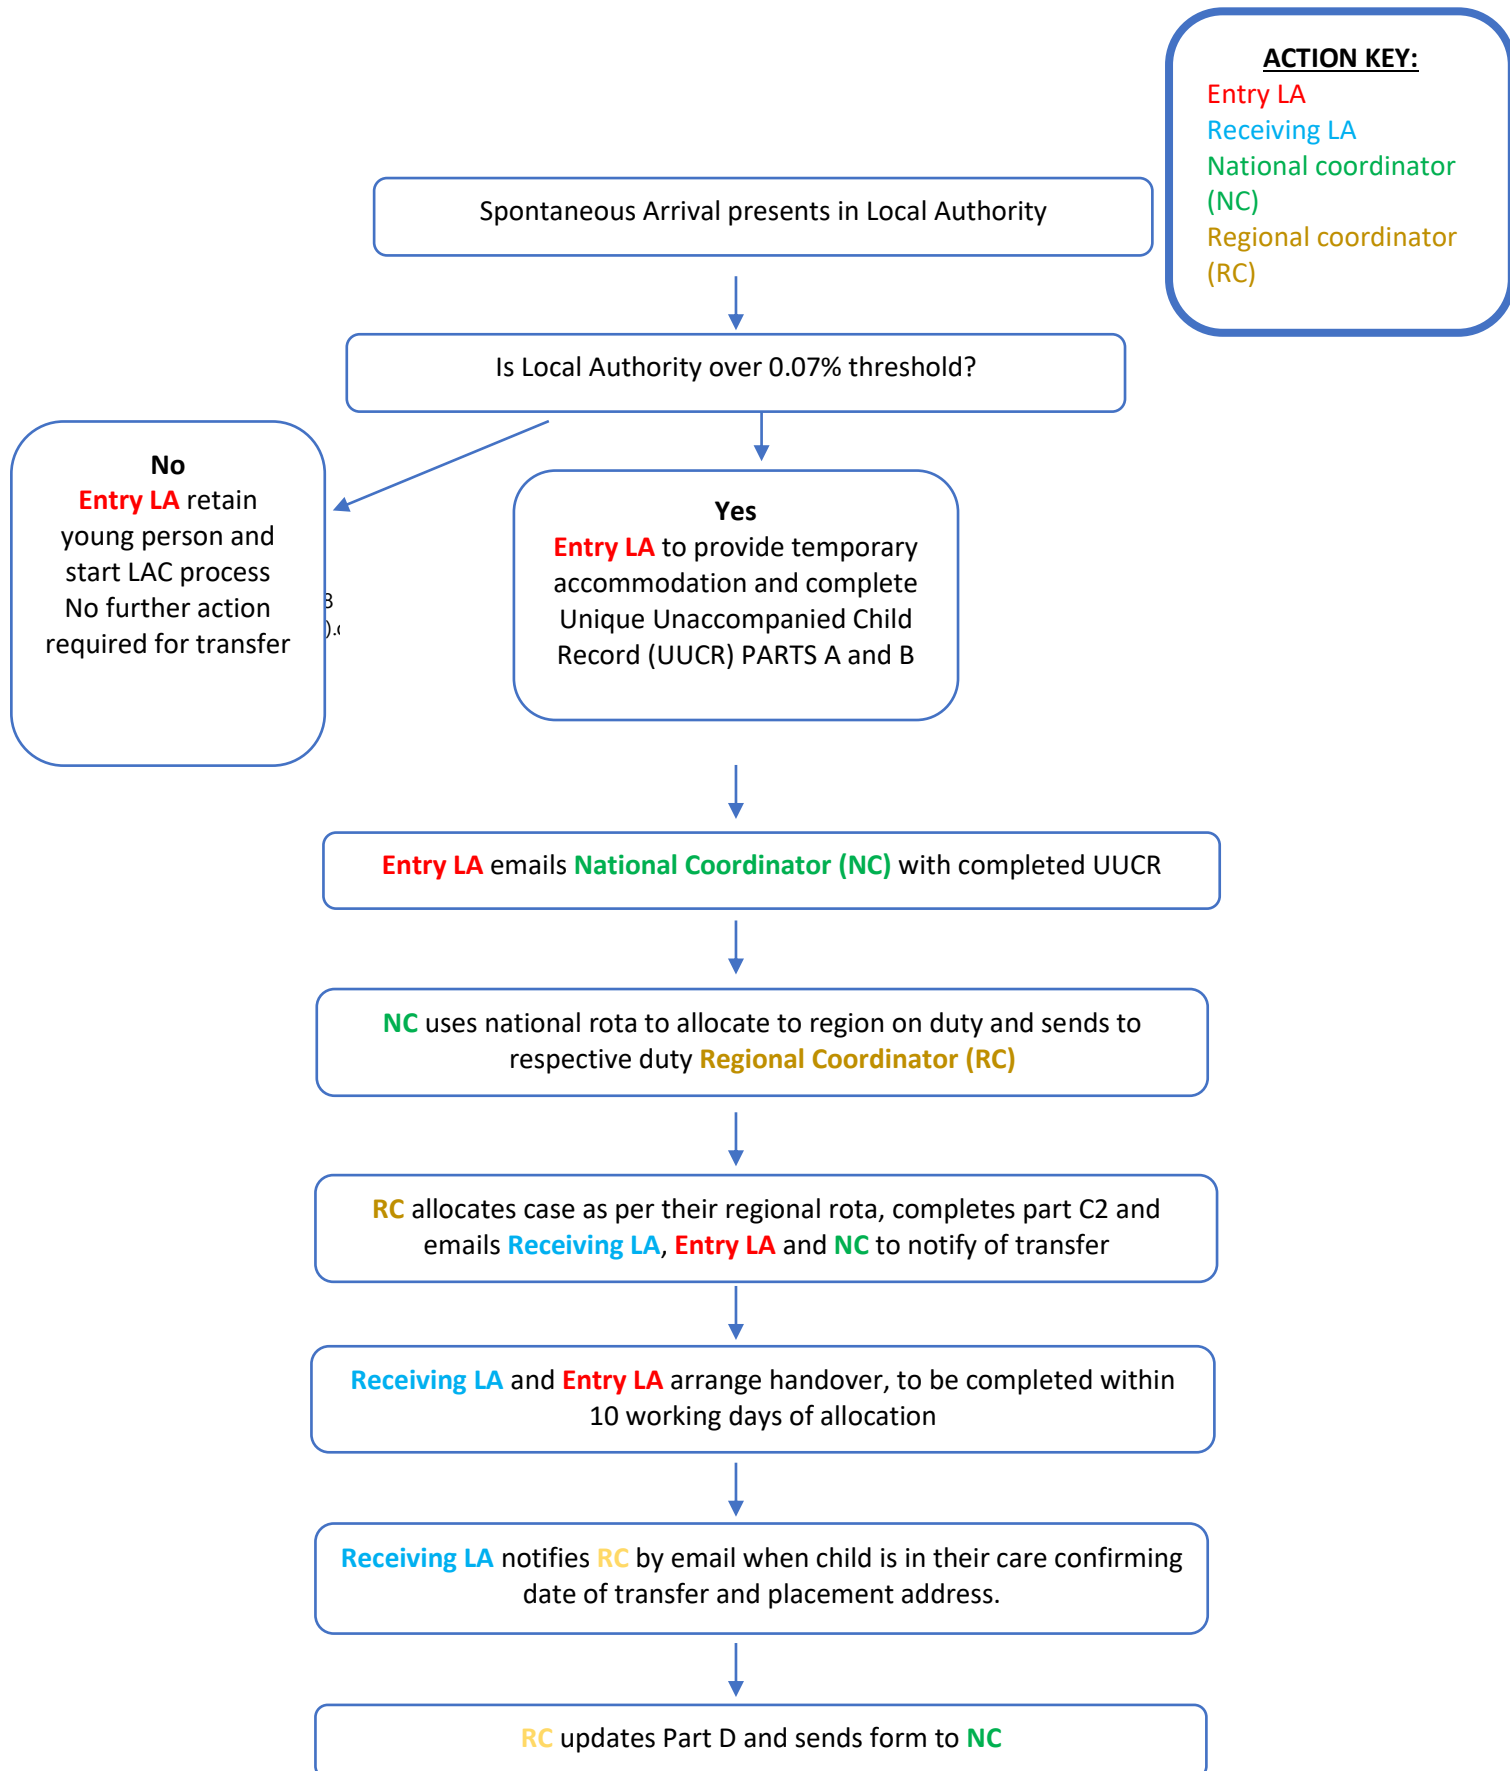 ACTION KEY:
Entry LA
Receiving LA
National coordinator
(NC)
Regional coordinator
(RC)
Spontaneous Arrival presents in Local Authority
Is Local Authority over 0.07% threshold?
No
Entry LA retain
young person and
start LAC process
No further action
required for transfer
Yes
Entry LA to provide temporary
accommodation and complete
Unique Unaccompanied Child
Record (UUCR) PARTS A and B
Entry LA emails National Coordinator (NC) with completed UUCR
NC uses national rota to allocate to region on duty and sends to
respective duty Regional Coordinator (RC)
RC allocates case as per their regional rota, completes part C2 and
emails Receiving LA, Entry LA and NC to notify of transfer
Receiving LA and Entry LA arrange handover, to be completed within
10 working days of allocation
Receiving LA notifies RC by email when child is in their care confirming
date of transfer and placement address.
RC updates Part D and sends form to NC